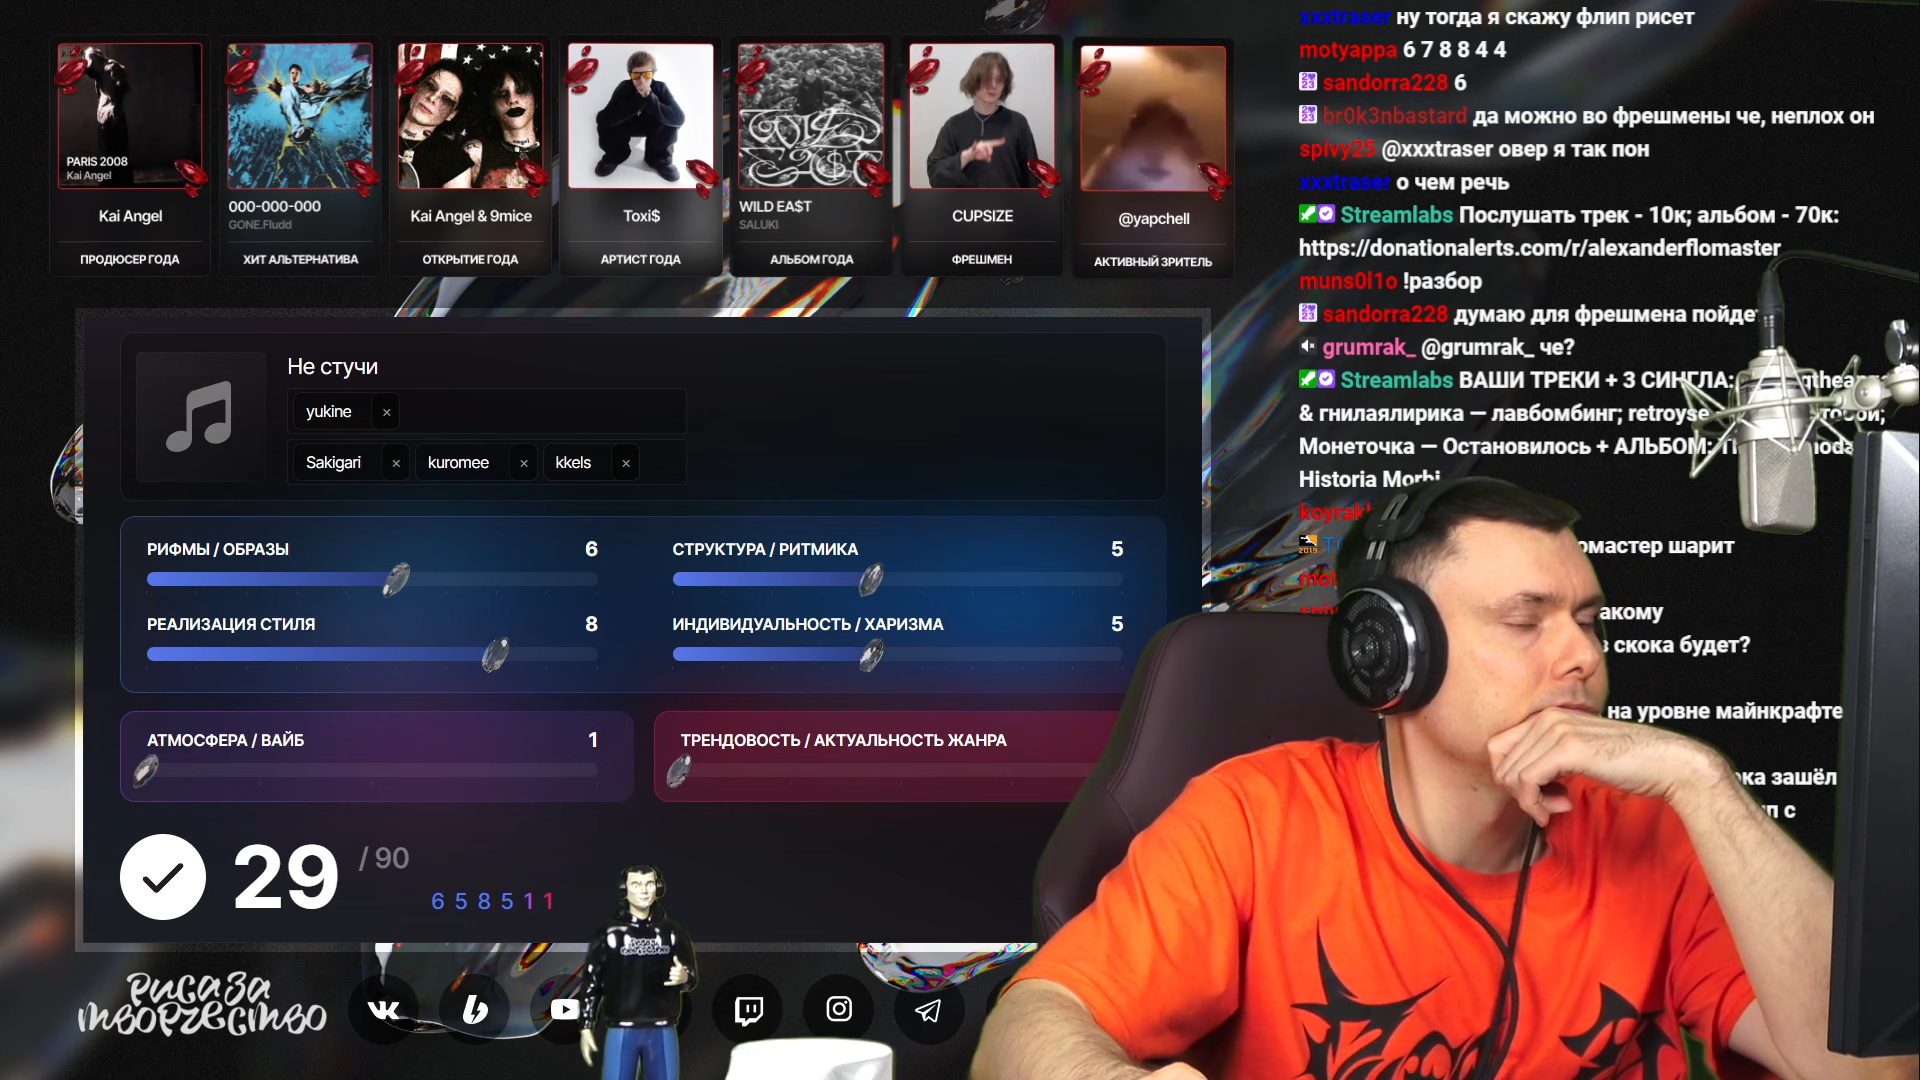 PARIS 2008
Kai Angel
Kai Angel
ПРОДЮСЕР ГОДА
000-000-000
GONE.Fludd
ХИТ АЛЬТЕРНАТИВА
Kai Angel & 9mice
ОТКРЫТИЕ ГОДА
Toxi$
АРТИСТ ГОДА
WILD EA$T
SALUKI
АЛЬБОМ ГОДА
CUPSIZE
ФРЕШМЕН
@yapchell
АКТИВНЫЙ ЗРИТЕЛЬ
Не стучи
yukine ×
Sakigari × kuromee × kkels ×
РИФМЫ / ОБРАЗЫ 6
СТРУКТУРА / РИТМИКА 5
РЕАЛИЗАЦИЯ СТИЛЯ 8
ИНДИВИДУАЛЬНОСТЬ / ХАРИЗМА 5
АТМОСФЕРА / ВАЙБ 1
ТРЕНДОВОСТЬ / АКТУАЛЬНОСТЬ ЖАНРА
29 / 90
6 5 8 5 1 1
РИСАЗА
ТВОРЧЕСТВО
xxxtraser ну тогда я скажу флип рисет
motyappa 6 7 8 8 4 4
sandorra228 6
br0k3nbastard да можно во фрешмены че, неплох он
spivy25 @xxxtraser овер я так пон
xxxtraser о чем речь
Streamlabs Послушать трек - 10к; альбом - 70к:
https://donationalerts.com/r/alexanderflomaster
muns0l1o !разбор
sandorra228 думаю для фрешмена пойде
grumrak_ @grumrak_ че?
Streamlabs ВАШИ ТРЕКИ + 3 СИНГЛА:
& гнилаялирика — лавбомбинг; retroyse
Монеточка — Остановилось + АЛЬБОМ:
Historia Morbi
омастер шарит
акому
скока будет?
на уровне майнкрафте
зашёл
с